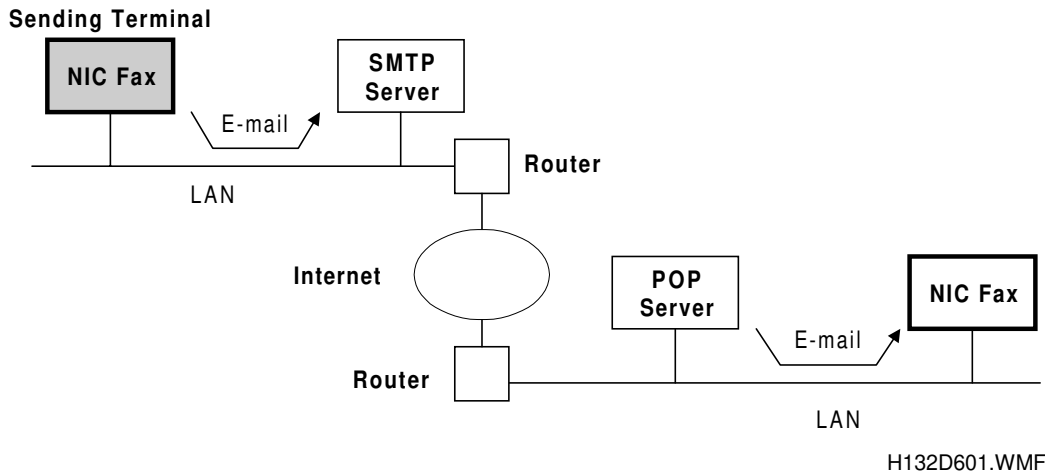 Sending Terminal
NIC Fax
SMTP
Server
E-mail
Router
LAN
Internet
POP
Server
NIC Fax
E-mail
Router
LAN
H132D601.WMF